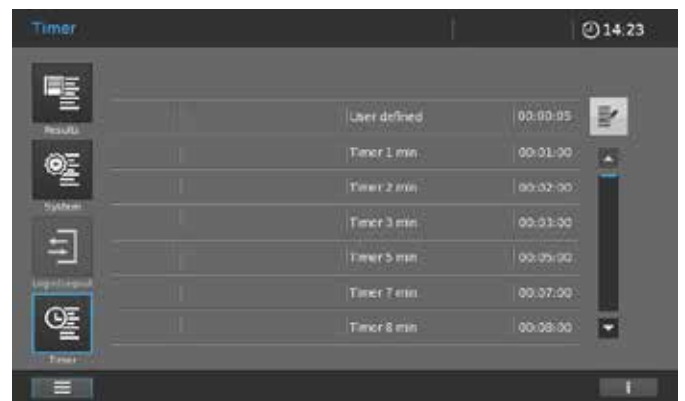 Timer
14:23
Results
User defined 00:00:05
Timer 1 min 00:01:00
System
Timer 2 min 00:02:00
Timer 3 min 00:03:00
Timer 5 min 00:05:00
Timer 7 min 00:07:00
Timer
Timer 8 min 00:08:00
i